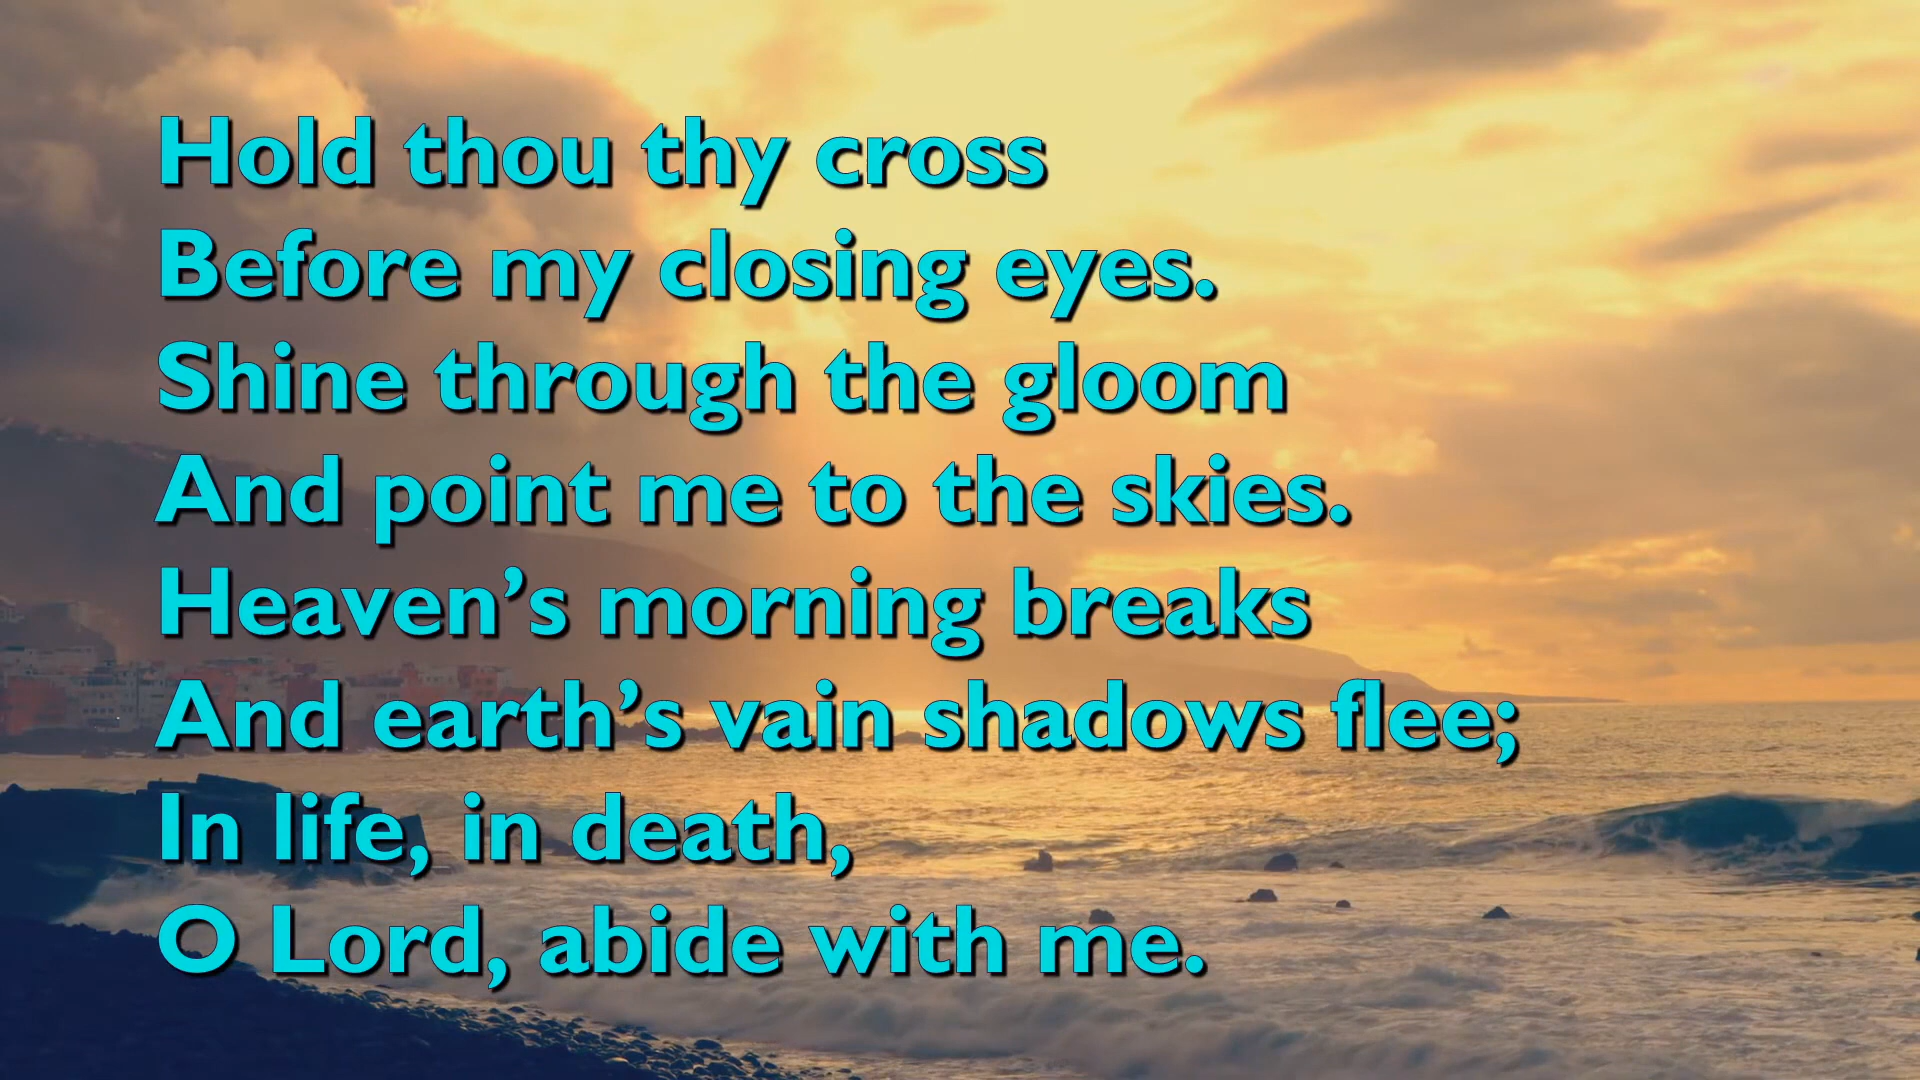 Hold thou thy cross
Before my closing eyes.
Shine through the gloom
And point me to the skies.
Heaven’s morning breaks
And earth’s vain shadows flee;
In life, in death,
O Lord, abide with me.